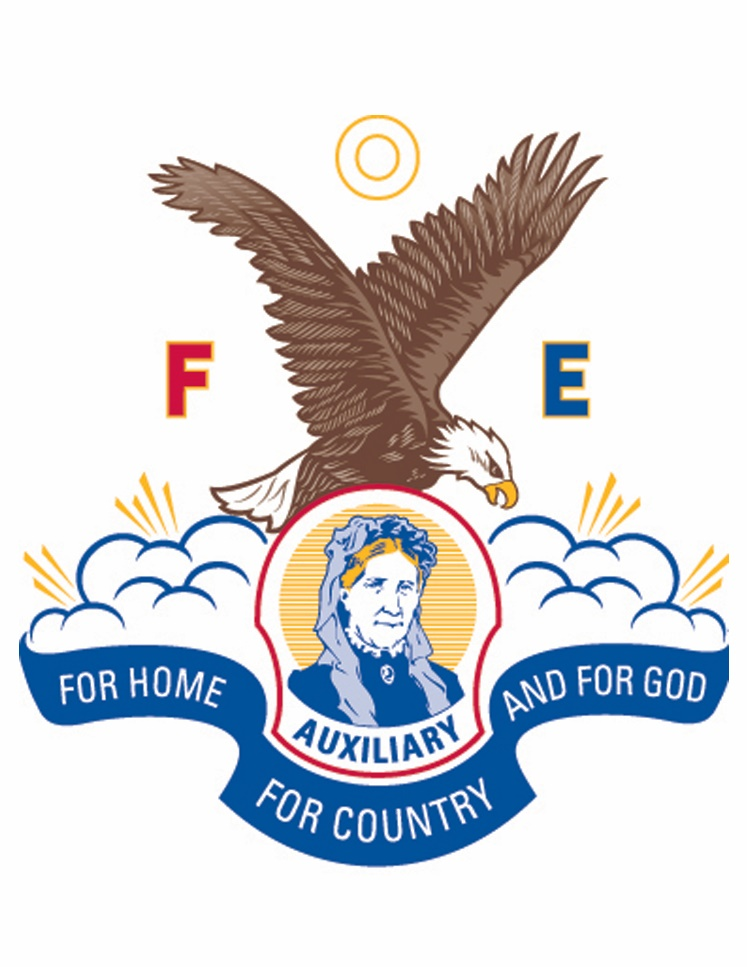 O
F E
FOR HOME
AND FOR GOD
AUXILIARY
FOR COUNTRY